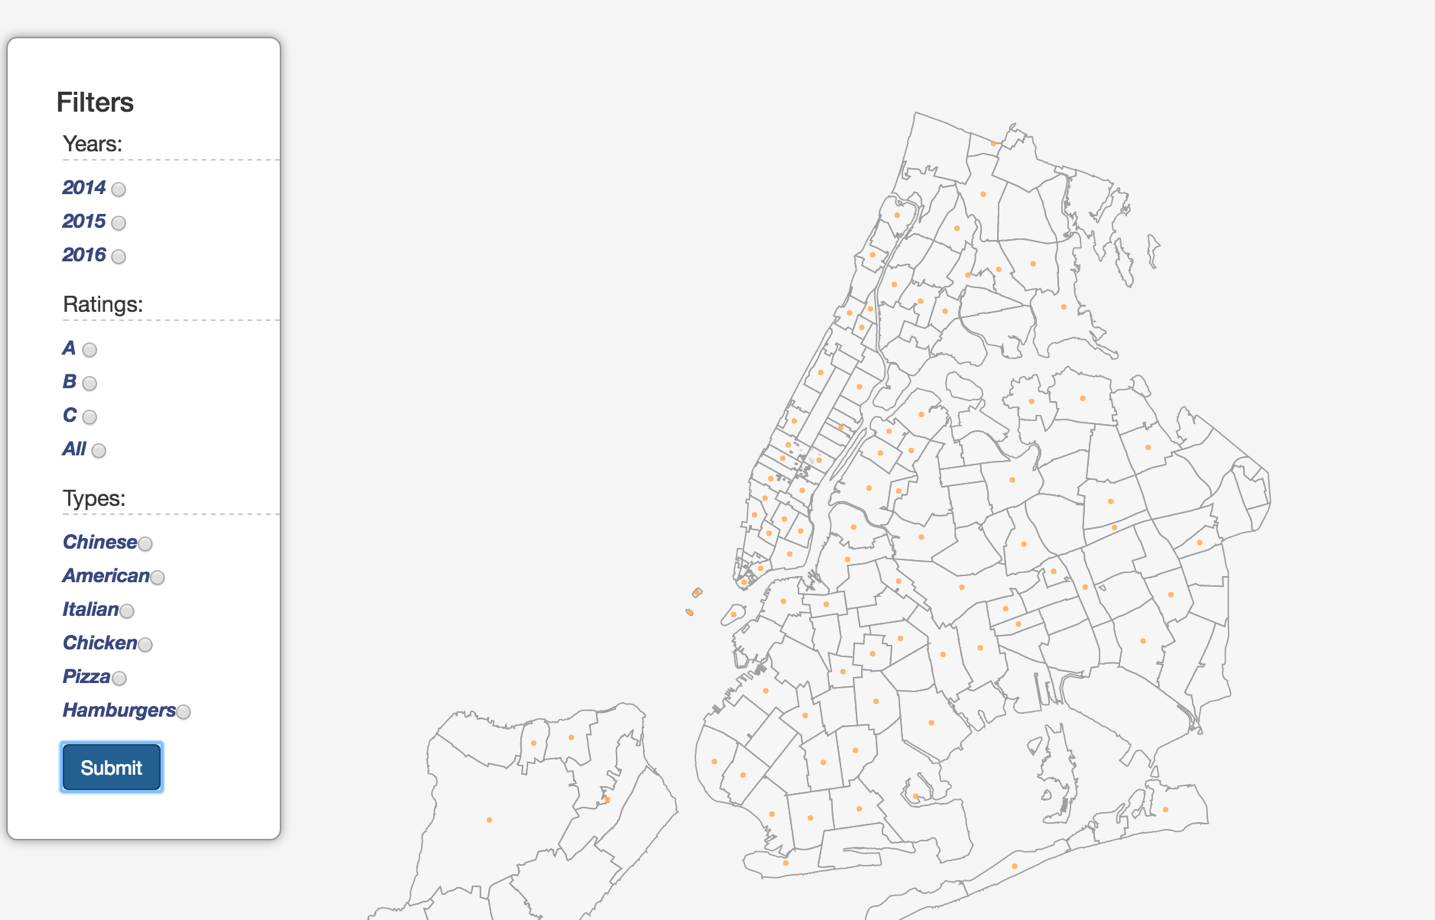 Filters
Years:
2014
2015
2016
Ratings:
A
B
C
All
Types:
Chinese
American
Italian
Chicken
Pizza
Hamburgers
Submit